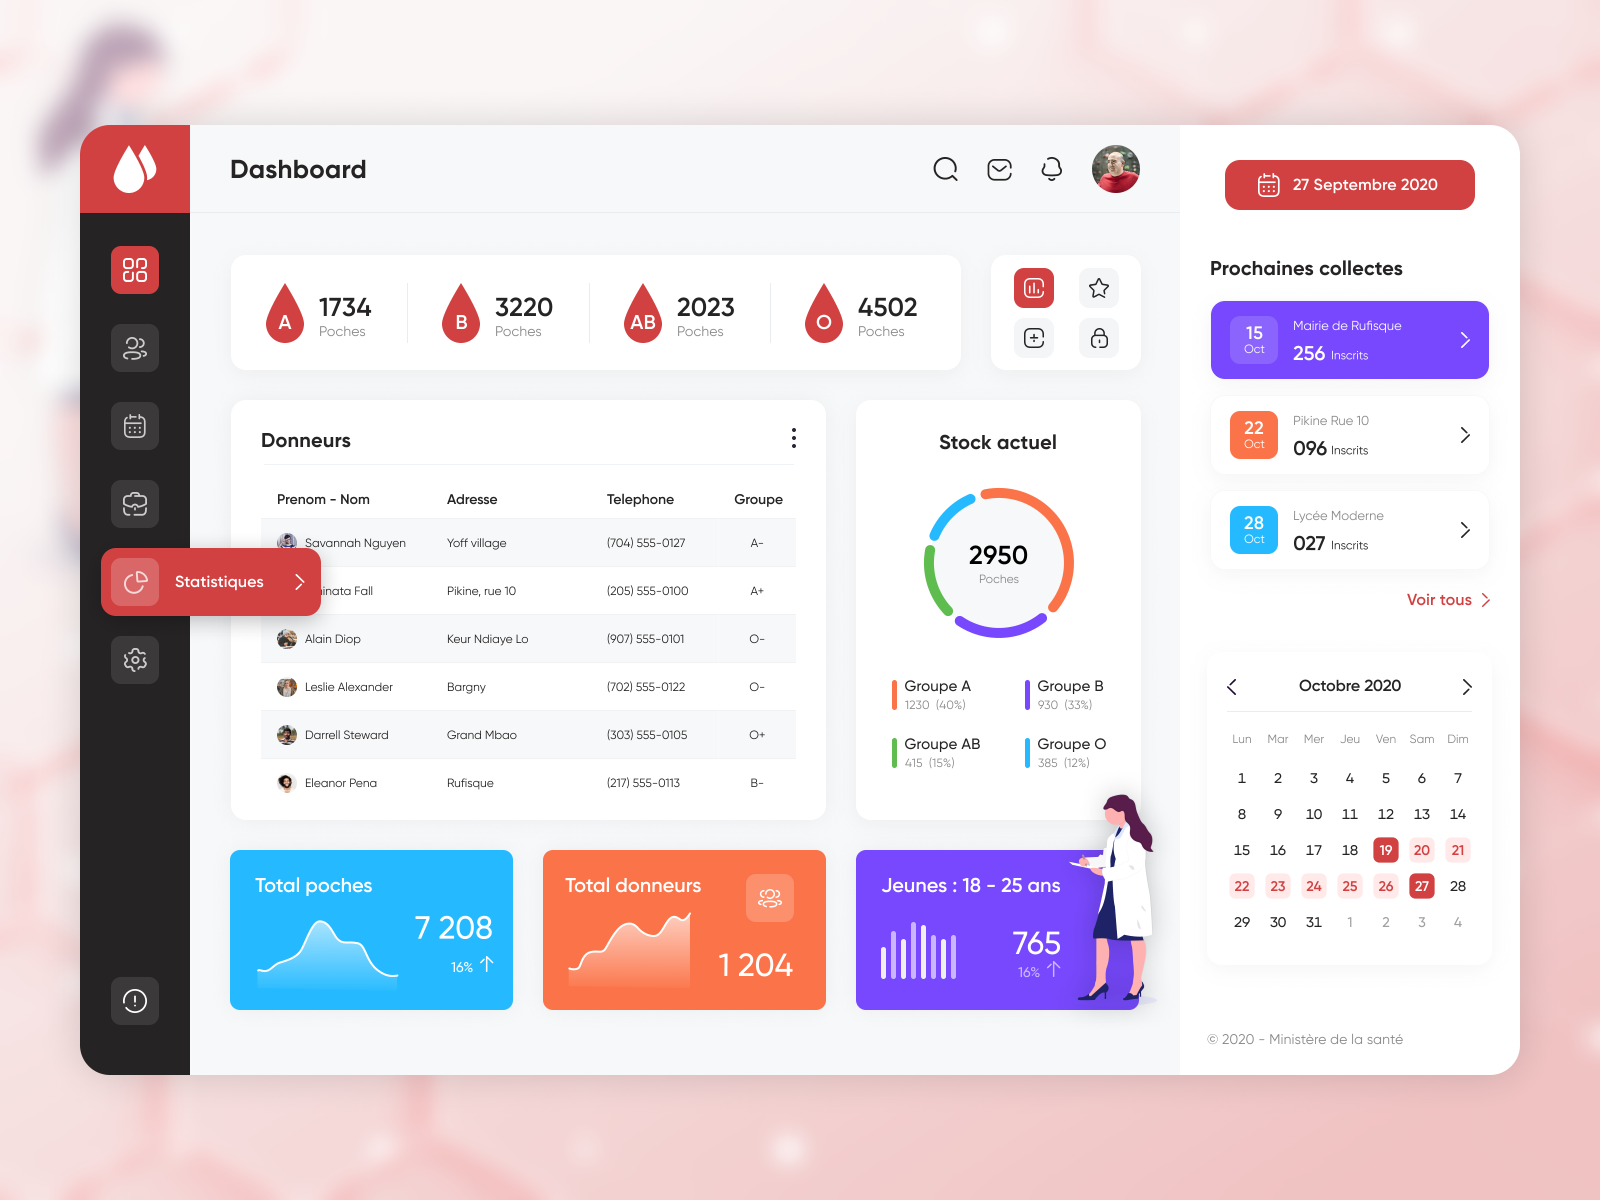 Dashboard
27 Septembre 2020
A
1734
Poches
B
3220
Poches
AB
2023
Poches
O
4502
Poches
Donneurs
Prenom - Nom Adresse Telephone Groupe
Savannah Nguyen Yoff village (704) 555-0127 A-
inata Fall Pikine, rue 10 (205) 555-0100 A+
Alain Diop Keur Ndiaye Lo (907) 555-0101 O-
Leslie Alexander Bargny (702) 555-0122 O-
Darrell Steward Grand Mbao (303) 555-0105 O+
Eleanor Pena Rufisque (217) 555-0113 B-
Statistiques
Stock actuel
2950
Poches
Groupe A
1230 (40%)
Groupe B
930 (33%)
Groupe AB
415 (15%)
Groupe O
385 (12%)
Total poches
7 208
16%
Total donneurs
1 204
Jeunes : 18 - 25 ans
765
16%
Prochaines collectes
15
Oct
Mairie de Rufisque
256 Inscrits
22
Oct
Pikine Rue 10
096 Inscrits
28
Oct
Lycée Moderne
027 Inscrits
Voir tous
Octobre 2020
Lun Mar Mer Jeu Ven Sam Dim
1 2 3 4 5 6 7
8 9 10 11 12 13 14
15 16 17 18 19 20 21
22 23 24 25 26 27 28
29 30 31 1 2 3 4
© 2020 - Ministère de la santé